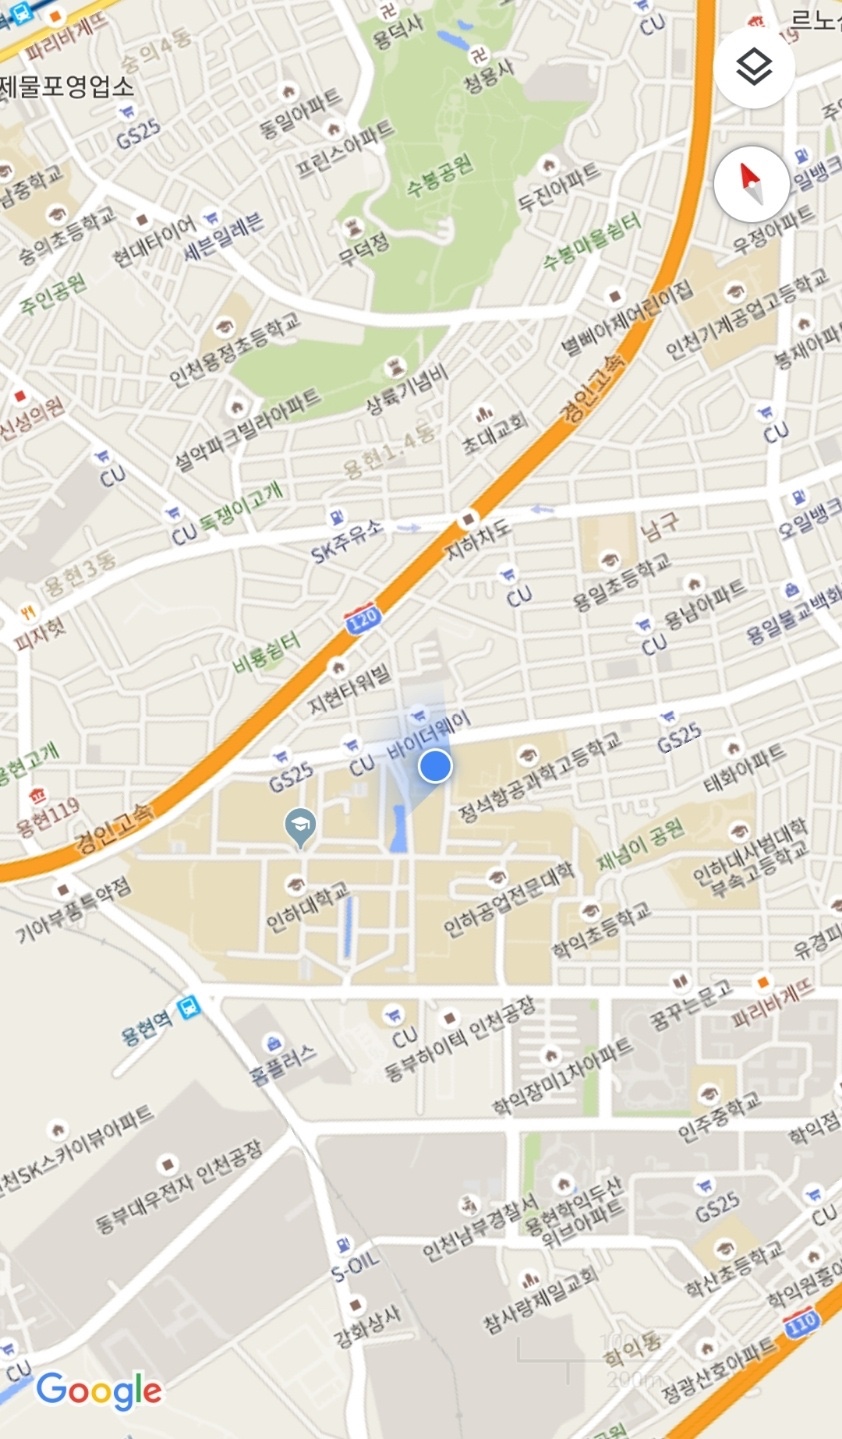 르노삼
용덕사
CU
파리바게뜨
숭의4동
청용사
제물포영업소
동일아파트
GS25
프린스아파트
수봉공원
두진아파트
일뱅크
남중학교
숭의초등학교
현대타이어
세븐일레븐
무덕정
수봉마을쉼터
우정아파트
주인공원
별삐아제어린이집
인천기계공업고등학교
인천용정초등학교
경인고속
봉재아파
상륙기념비
신성의원
설악파크빌라아파트
초대교회
CU
용현1.4동
CU
독쟁이고개
CU
SK주유소
지하차도
남구
오일뱅크
용현3동
CU
용일초등학교
용남아파트
용일불교백화
120
CU
피자헛
비룡쉼터
지현타워빌
바이더웨이
GS25
용현고개
CU
GS25
정석항공과학고등학교
태화아파트
용현119
경인고속
재넘이 공원
인하대사범대학
부속고등학교
기아부품특약점
인하대학교
인하공업전문대학
학익초등학교
유경피
용현역
CU
동부하이텍 인천공장
꿈꾸는문고
파리바게뜨
홈플러스
학익장미1차아파트
인주중학교
학익점
천SK스카이뷰아파트
동부대우전자 인천공장
GS25
CU
인천남부경찰서
용현학익두산
위브아파트
S-OIL
학산초등학교
학익원흥아
참사랑제일교회
강화상사
110
학익동
CU
정광산호아파트
200m
Google
공원